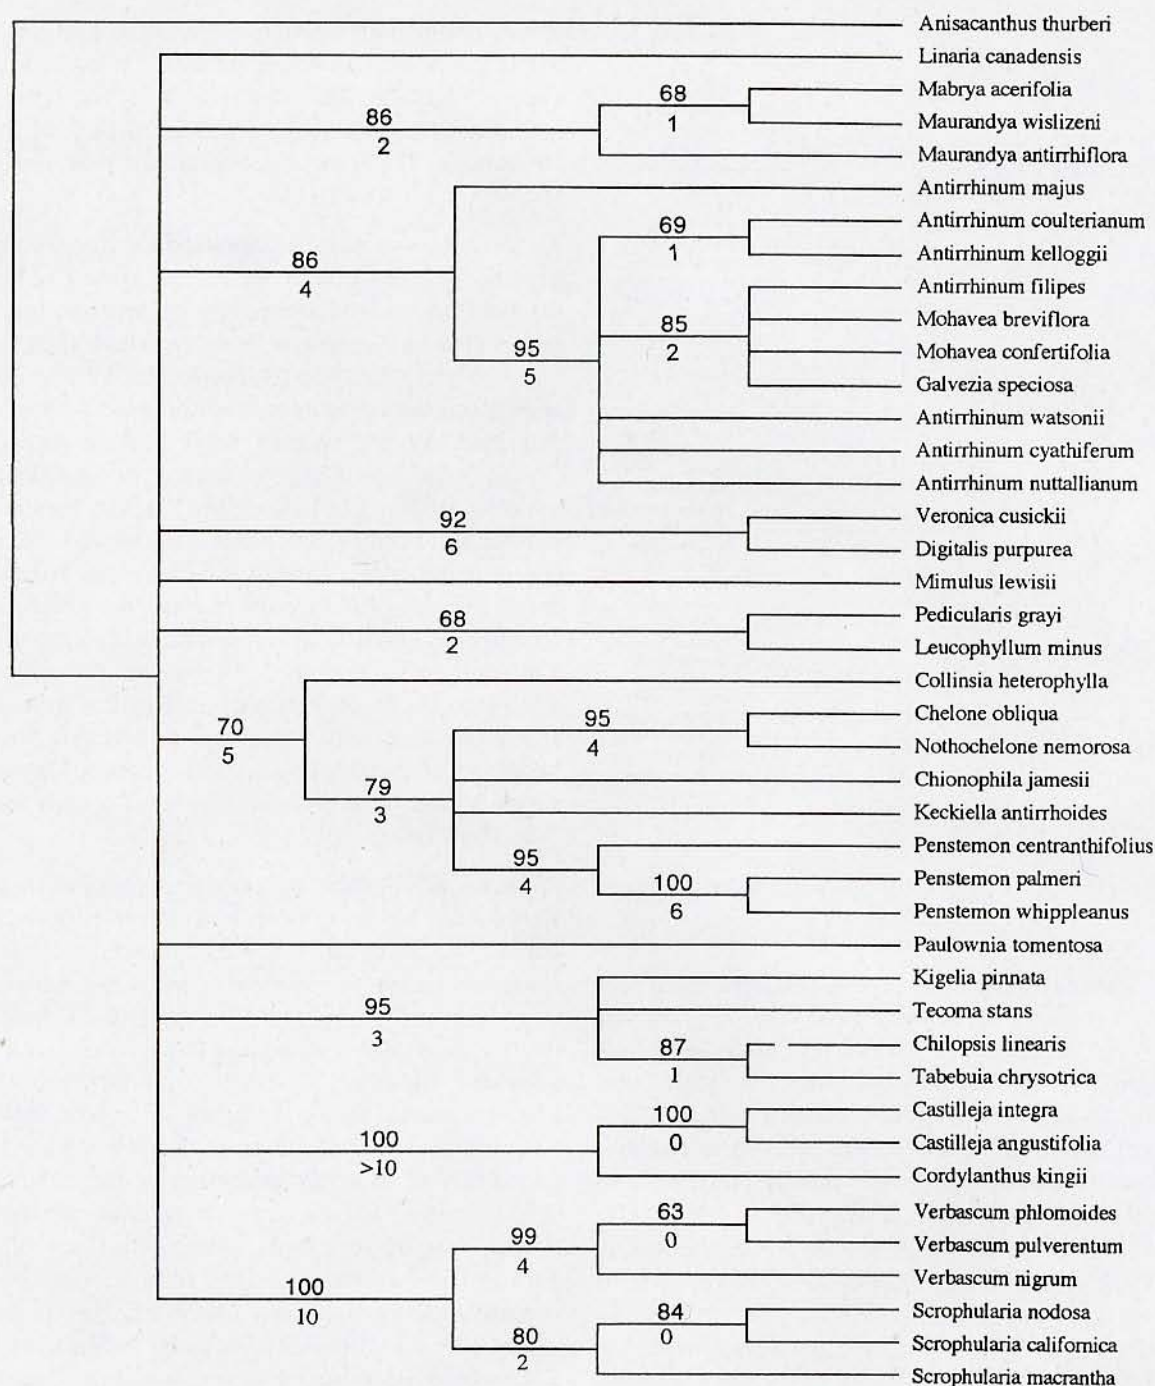 Anisacanthus thurberi
Linaria canadensis
68
Mabrya acerifolia
86
1
Maurandya wislizeni
2
Maurandya antirrhiflora
Antirrhinum majus
69
Antirrhinum coulterianum
86
1
Antirrhinum kelloggii
4
Antirrhinum filipes
85
Mohavea breviflora
95
2
Mohavea confertifolia
5
Galvezia speciosa
Antirrhinum watsonii
Antirrhinum cyathiferum
Antirrhinum nuttallianum
92
Veronica cusickii
6
Digitalis purpurea
Mimulus lewisii
68
Pedicularis grayi
2
Leucophyllum minus
Collinsia heterophylla
70
95
Chelone obliqua
5
4
Nothochelone nemorosa
79
Chionophila jamesii
3
Keckiella antirrhoides
95
Penstemon centranthifolius
4
100
Penstemon palmeri
6
Penstemon whippleanus
Paulownia tomentosa
95
Kigelia pinnata
3
Tecoma stans
87
Chilopsis linearis
1
Tabebuia chrysotrica
100
Castilleja integra
100
0
Castilleja angustifolia
>10
Cordylanthus kingii
63
Verbascum phlomoides
99
0
Verbascum pulverentum
4
Verbascum nigrum
100
84
Scrophularia nodosa
10
80
0
Scrophularia californica
2
Scrophularia macrantha